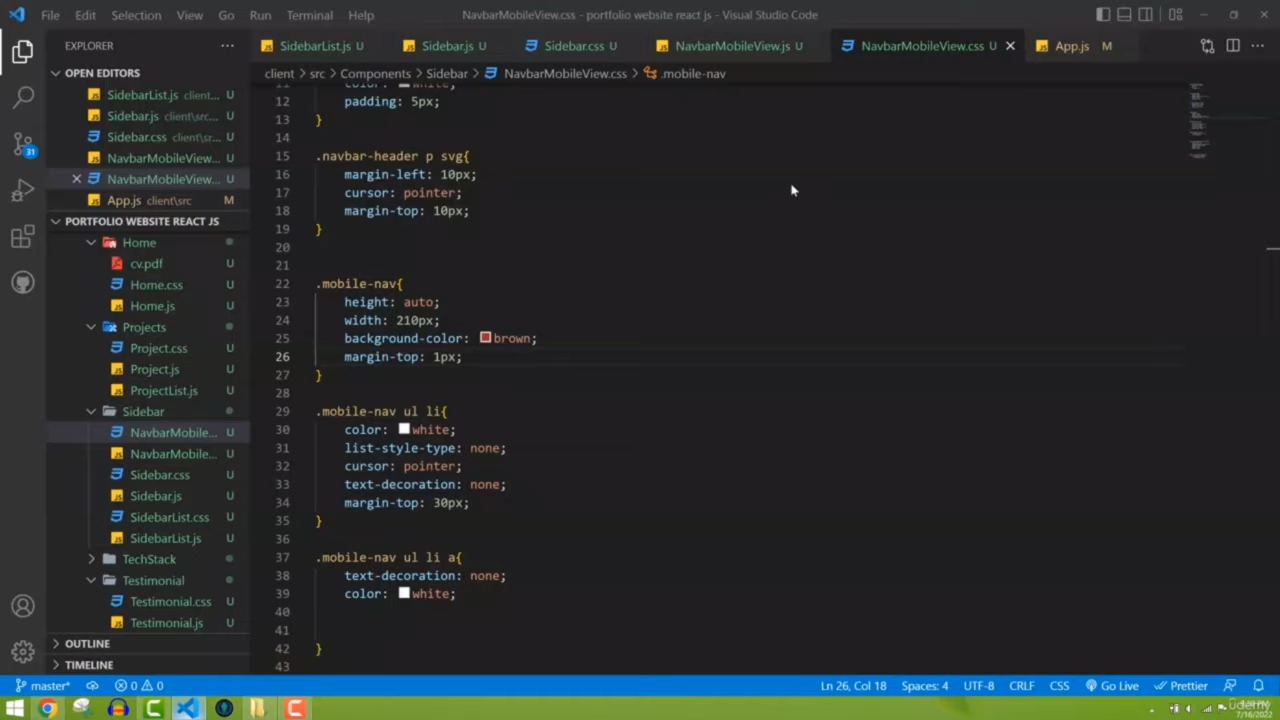 File Edit Selection View Go Run Terminal Help
NavbarMobileView.css - portfolio website react js - Visual Studio Code
EXPLORER
SidebarList.js U
Sidebar.js U
Sidebar.css U
NavbarMobileView.js U
NavbarMobileView.css U
App.js M
OPEN EDITORS
SidebarList.js client... U
Sidebar.js client\src... U
Sidebar.css client\sr... U
NavbarMobileView... U
NavbarMobileView... U
App.js client\src M
PORTFOLIO WEBSITE REACT JS
Home
cv.pdf U
Home.css U
Home.js U
Projects
Project.css U
Project.js U
ProjectList.js U
Sidebar
NavbarMobile... U
NavbarMobile... U
Sidebar.css U
Sidebar.js U
SidebarList.css U
SidebarList.js U
TechStack
Testimonial
Testimonial.css U
Testimonial.js U
OUTLINE
TIMELINE
client > src > Components > Sidebar > NavbarMobileView.css > .mobile-nav
11 color: white;
12 padding: 5px;
13 }
14
15 .navbar-header p svg{
16 margin-left: 10px;
17 cursor: pointer;
18 margin-top: 10px;
19 }
20
21
22 .mobile-nav{
23 height: auto;
24 width: 210px;
25 background-color: brown;
26 margin-top: 1px;
27 }
28
29 .mobile-nav ul li{
30 color: white;
31 list-style-type: none;
32 cursor: pointer;
33 text-decoration: none;
34 margin-top: 30px;
35 }
36
37 .mobile-nav ul li a{
38 text-decoration: none;
39 color: white;
40
41
42 }
43
31
master* 0 0
Ln 26, Col 18 Spaces: 4 UTF-8 CRLF CSS Go Live Prettier
7/16/2022